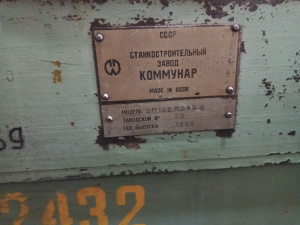 СССР
СТАНКОСТРОИТЕЛЬНЫЙ
ЗАВОД
КОММУНАР
MADE IN USSR
МОДЕЛЬ
ЗАВОДСКОЙ №
ГОД ВЫПУСКА
2432